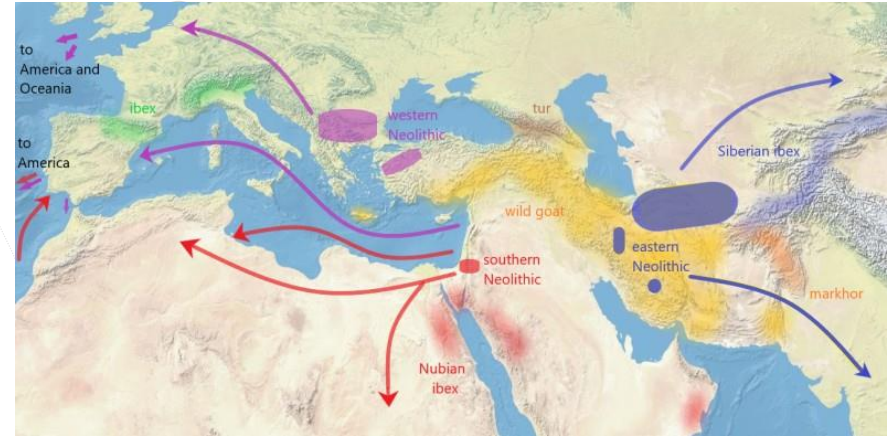 to
America and
Oceania
ibex
to
America
western
Neolithic
tur
Siberian ibex
wild goat
eastern
Neolithic
southern
Neolithic
markhor
Nubian
ibex